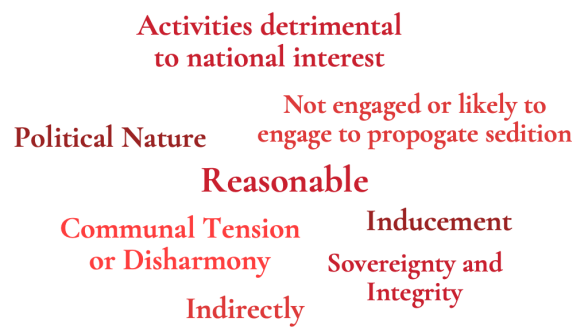 Activities detrimental
to national interest
Not engaged or likely to
engage to propogate sedition
Political Nature
Reasonable
Inducement
Communal Tension
or Disharmony
Sovereignty and
Integrity
Indirectly